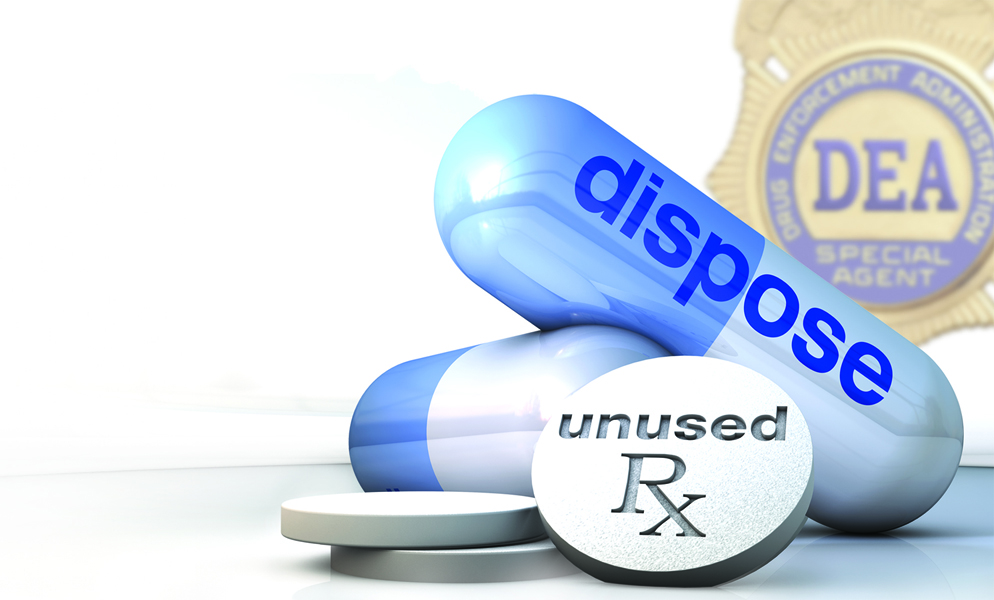 dispose
unused
Rx
DRUG ENFORCEMENT ADMINISTRATION
DEA
SPECIAL
AGENT